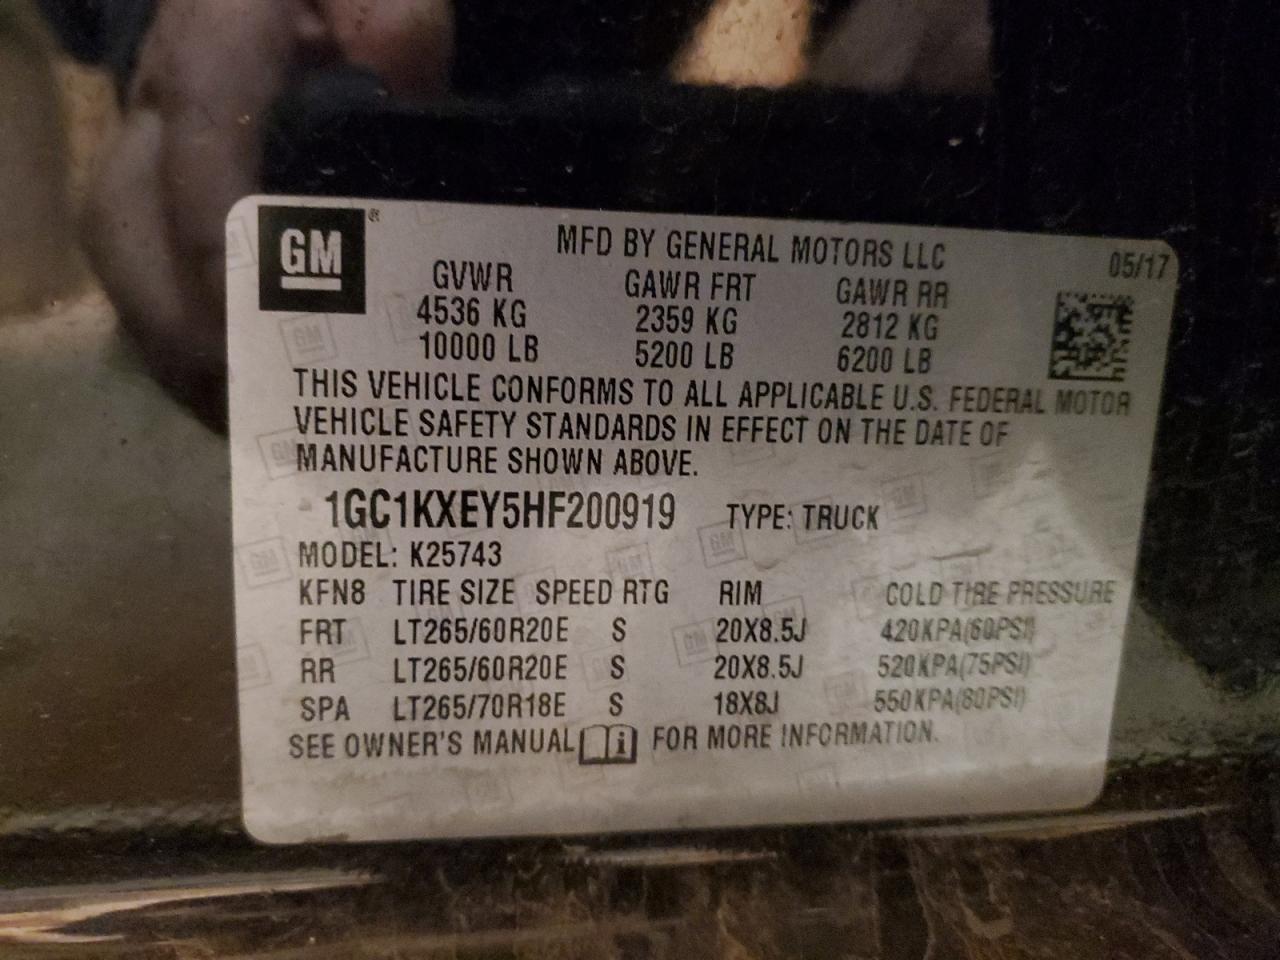 GM®
MFD BY GENERAL MOTORS LLC 05/17
GVWR GAWR FRT GAWR RR
4536 KG 2359 KG 2812 KG
10000 LB 5200 LB 6200 LB
THIS VEHICLE CONFORMS TO ALL APPLICABLE U.S. FEDERAL MOTOR
VEHICLE SAFETY STANDARDS IN EFFECT ON THE DATE OF
MANUFACTURE SHOWN ABOVE.
1GC1KXEY5HF200919 TYPE: TRUCK
MODEL: K25743
KFN8 TIRE SIZE SPEED RTG RIM COLD TIRE PRESSURE
FRT LT265/60R20E S 20X8.5J 420KPA(60PSI)
RR LT265/60R20E S 20X8.5J 520KPA(75PSI)
SPA LT265/70R18E S 18X8J 550KPA(80PSI)
SEE OWNER'S MANUAL i FOR MORE INFORMATION.